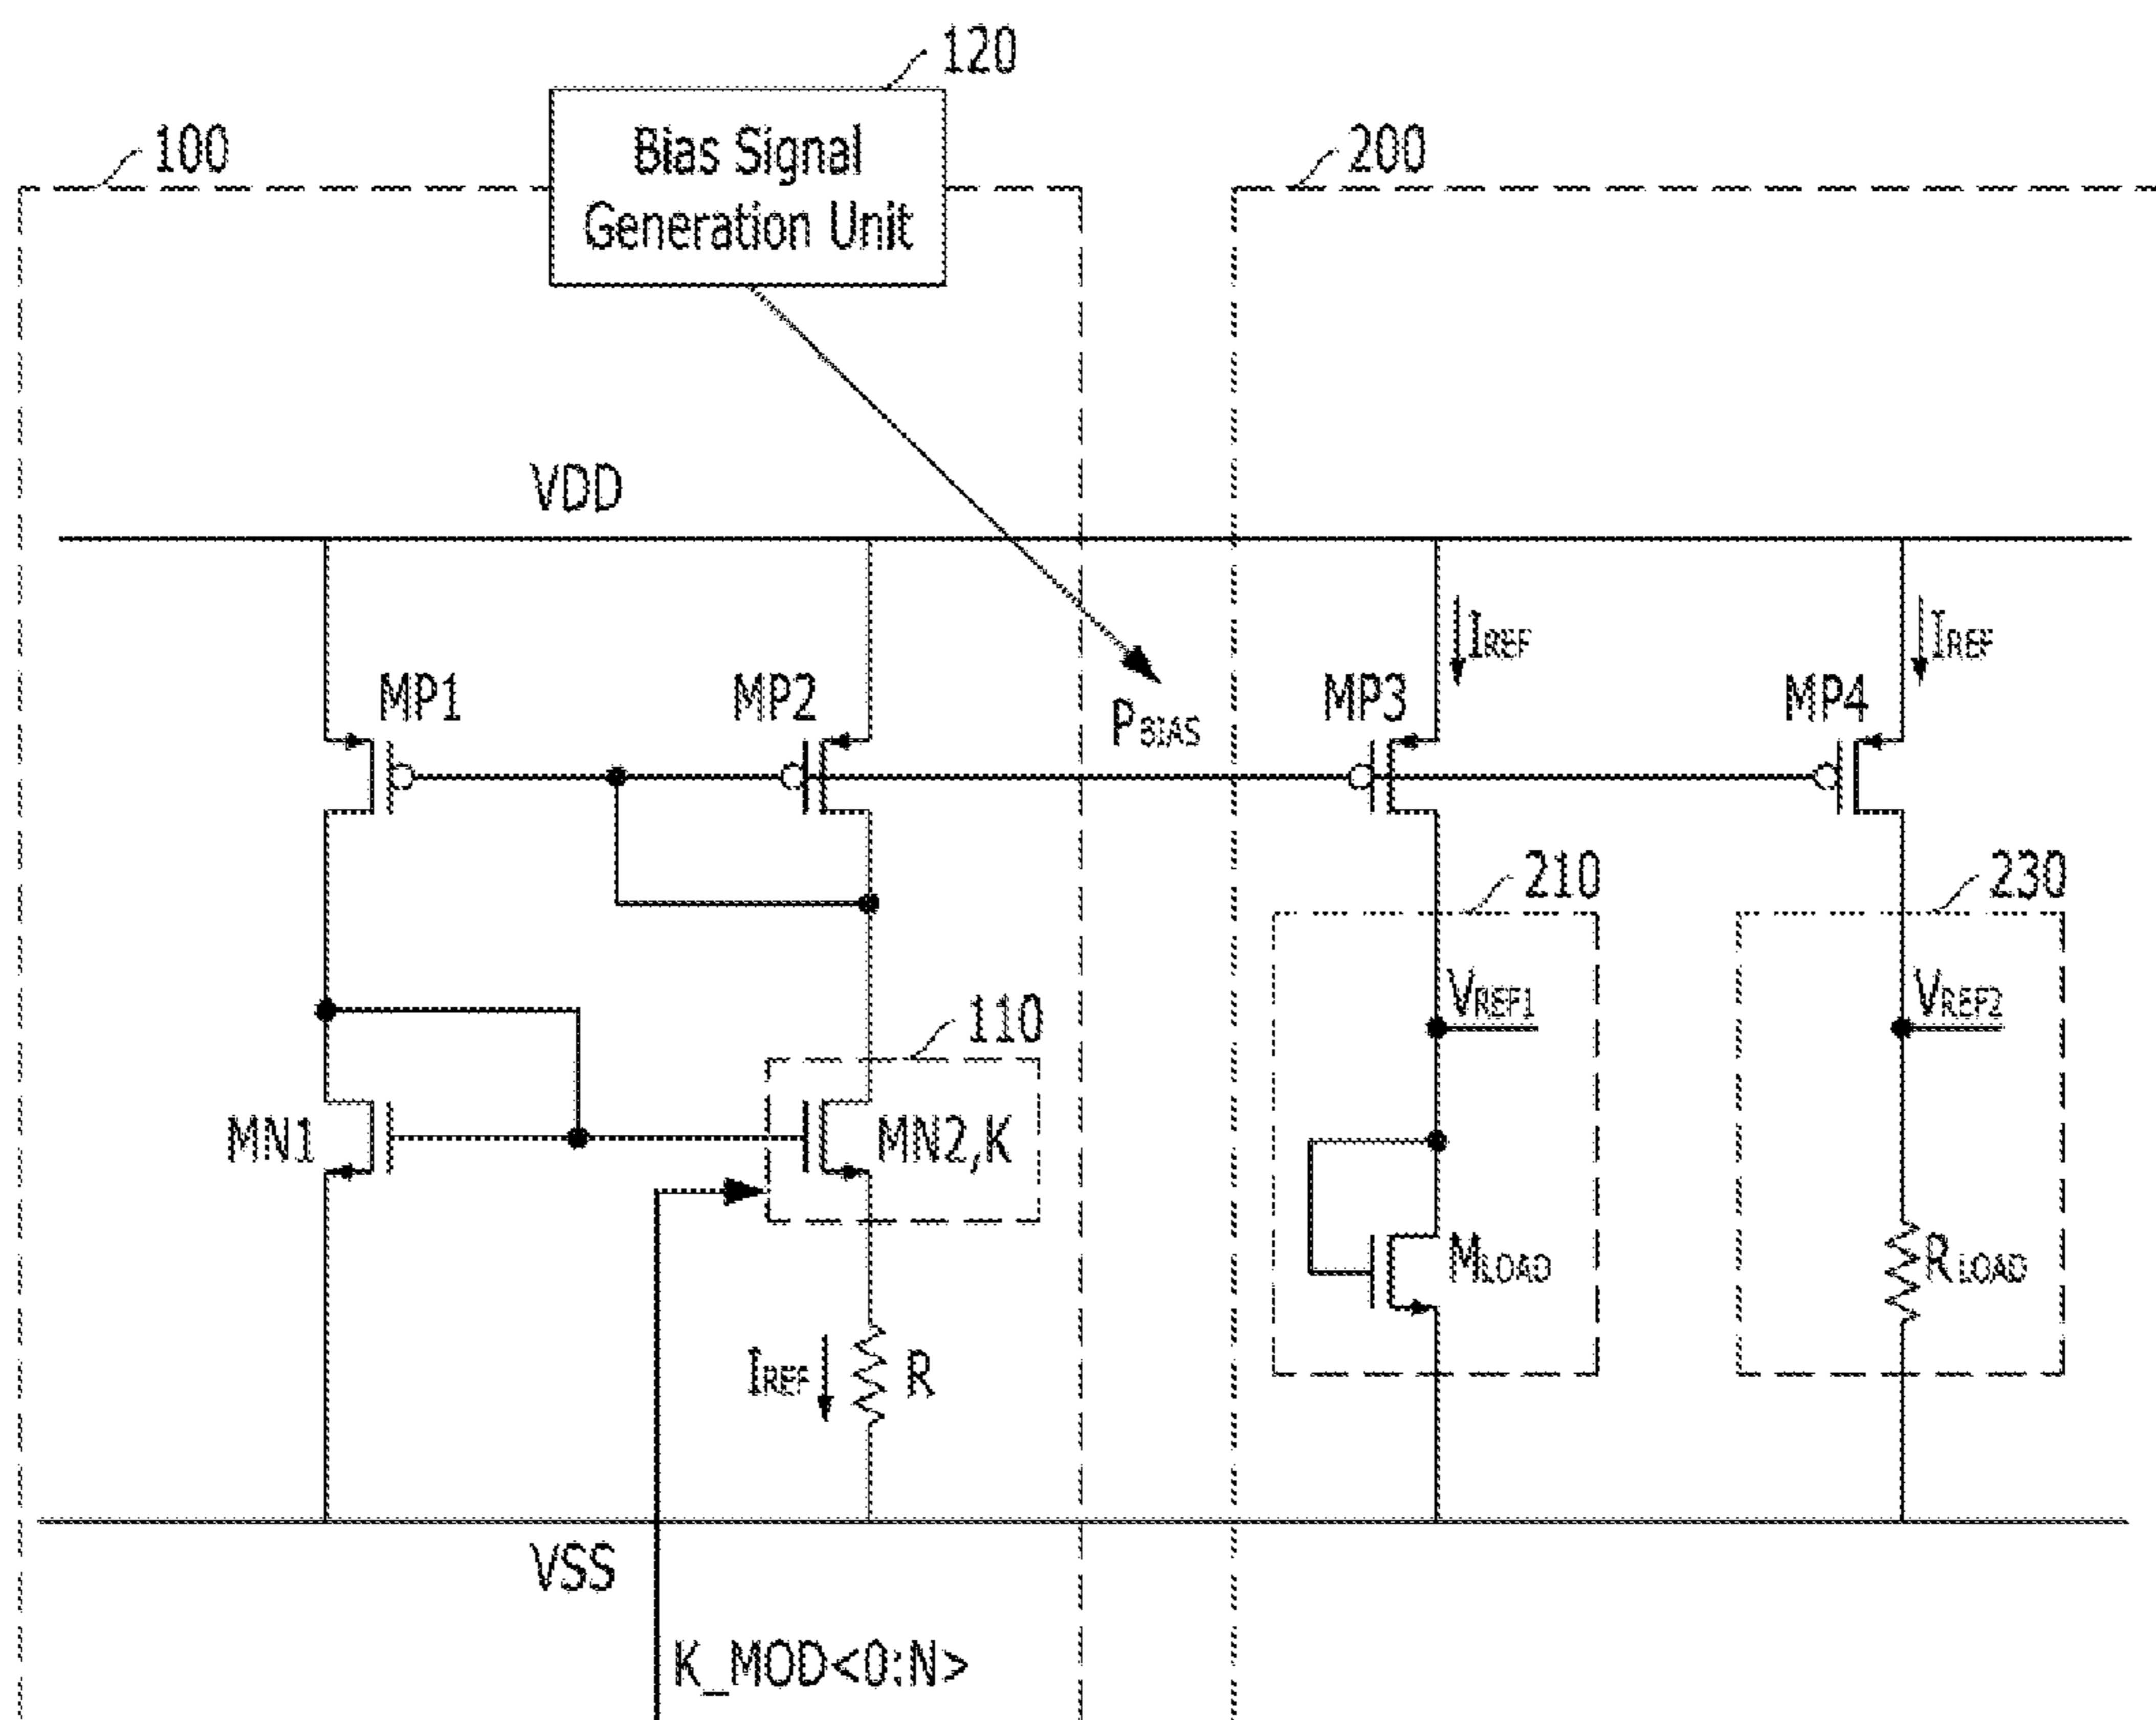 120
Bias Signal
Generation Unit
100
200
VDD
IREF
IREF
MP1
MP2
PBIAS
MP3
MP4
210
230
VREF1
VREF2
110
MN1
MN2,K
MLOAD
RLOAD
IREF
R
VSS
K_MOD<0:N>